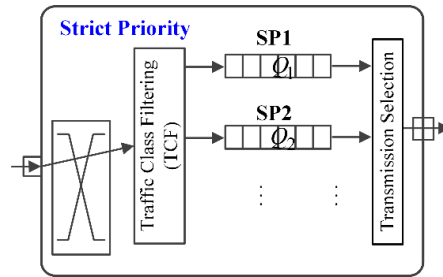 Strict Priority
Traffic Class Filtering
(TCF)
SP1
Q1
SP2
Q2
Transmission Selection